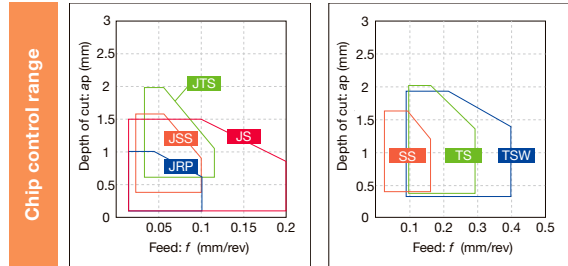 Chip control range
Depth of cut: ap (mm)
3
2.5
2
1.5
1
0.5
0
JTS
JSS
JS
JRP
0.05
0.1
0.15
0.2
Feed: f (mm/rev)
Depth of cut: ap (mm)
3
2.5
2
1.5
1
0.5
0
SS
TS
TSW
0.1
0.2
0.3
0.4
0.5
Feed: f (mm/rev)